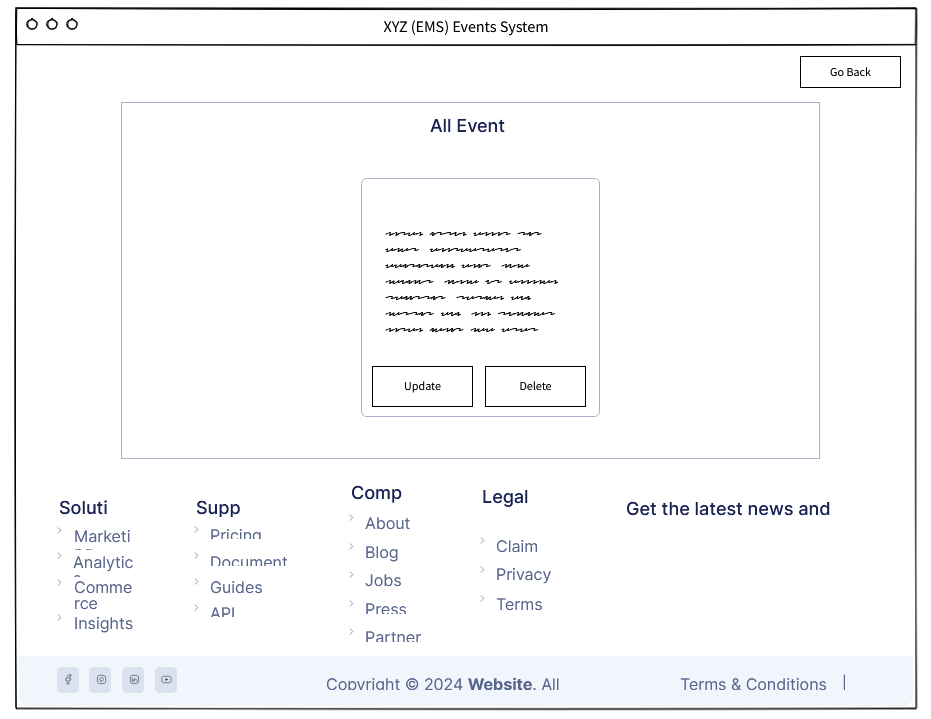 XYZ (EMS) Events System
Go Back
All Event
Update
Delete
Soluti
Marketi
Analytic
Comme
rce
Insights
Supp
Pricing
Document
Guides
API
Comp
About
Blog
Jobs
Press
Partner
Legal
Claim
Privacy
Terms
Get the latest news and
Copyright © 2024 Website. All
Terms & Conditions |